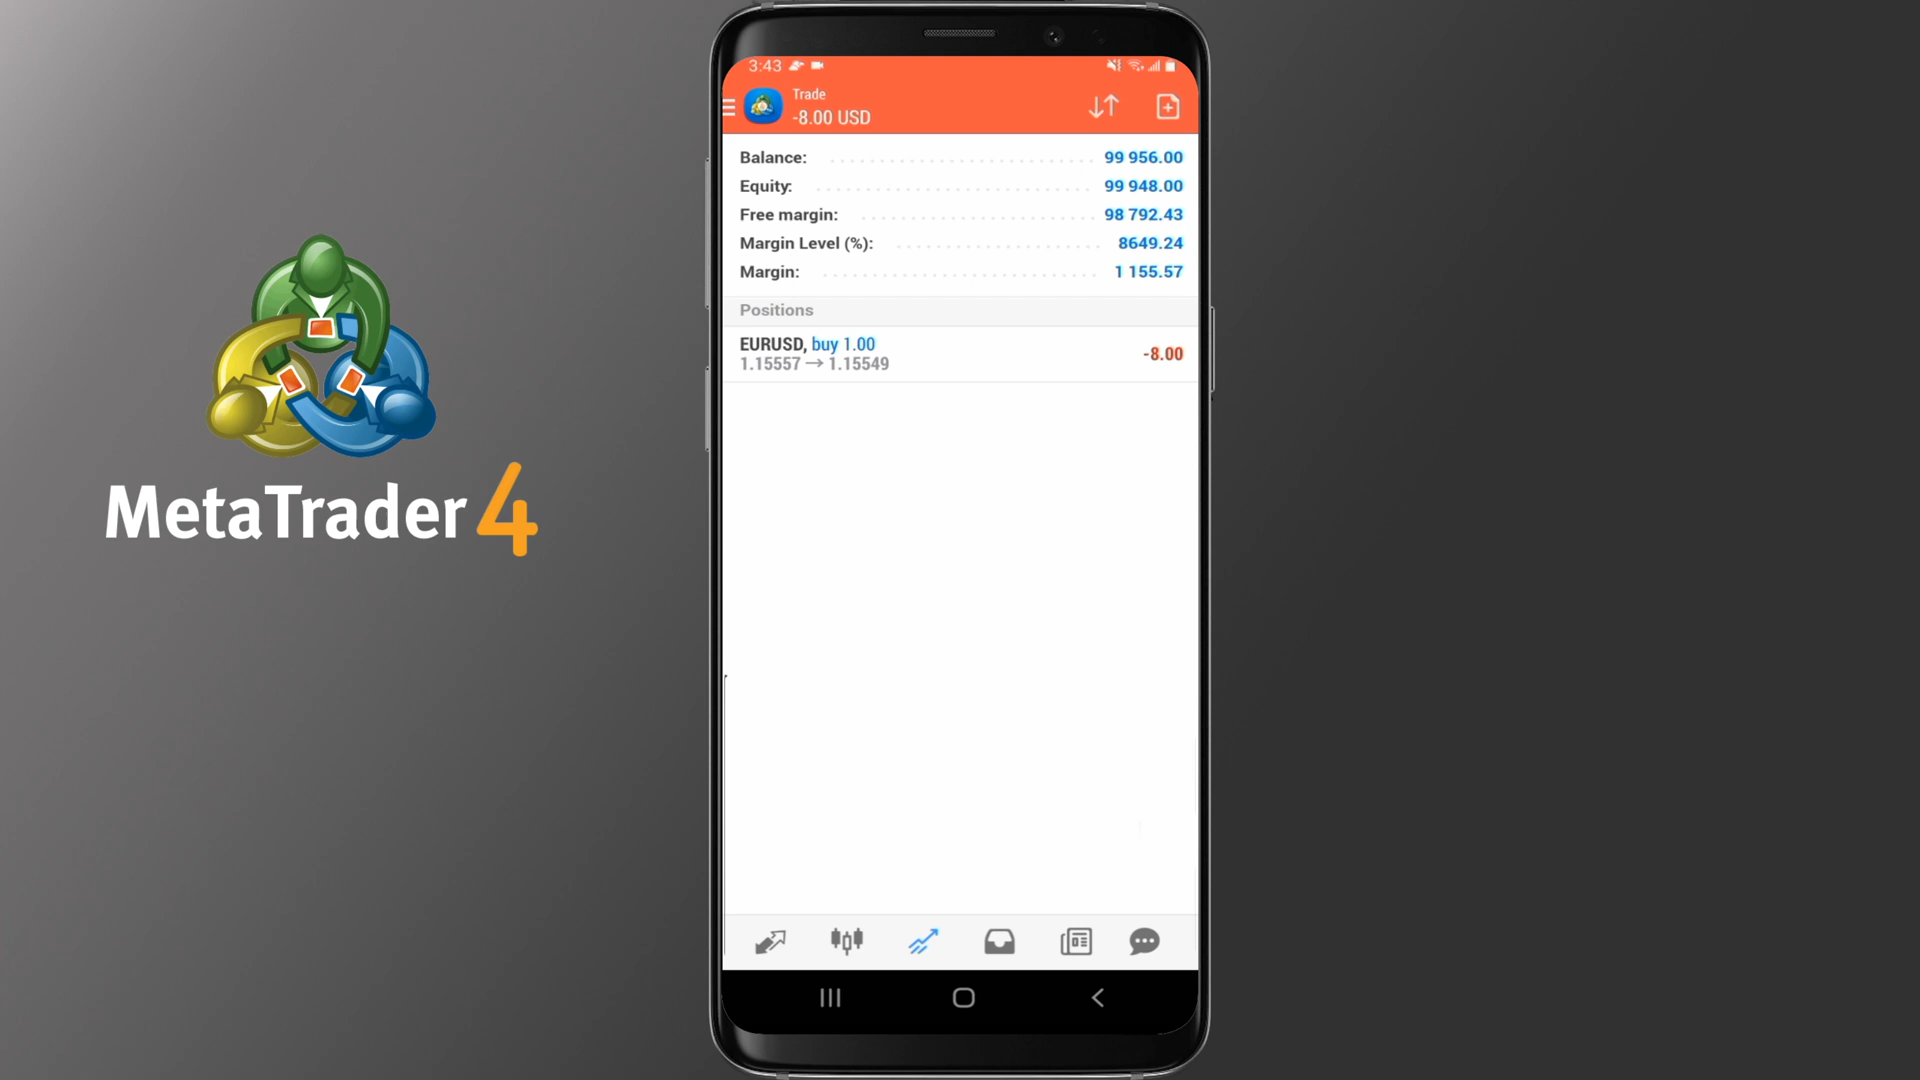 MetaTrader 4
3:43
Trade
-8.00 USD
Balance: 99 956.00
Equity: 99 948.00
Free margin: 98 792.43
Margin Level (%): 8649.24
Margin: 1 155.57
Positions
EURUSD, buy 1.00
-8.00
1.15557 → 1.15549